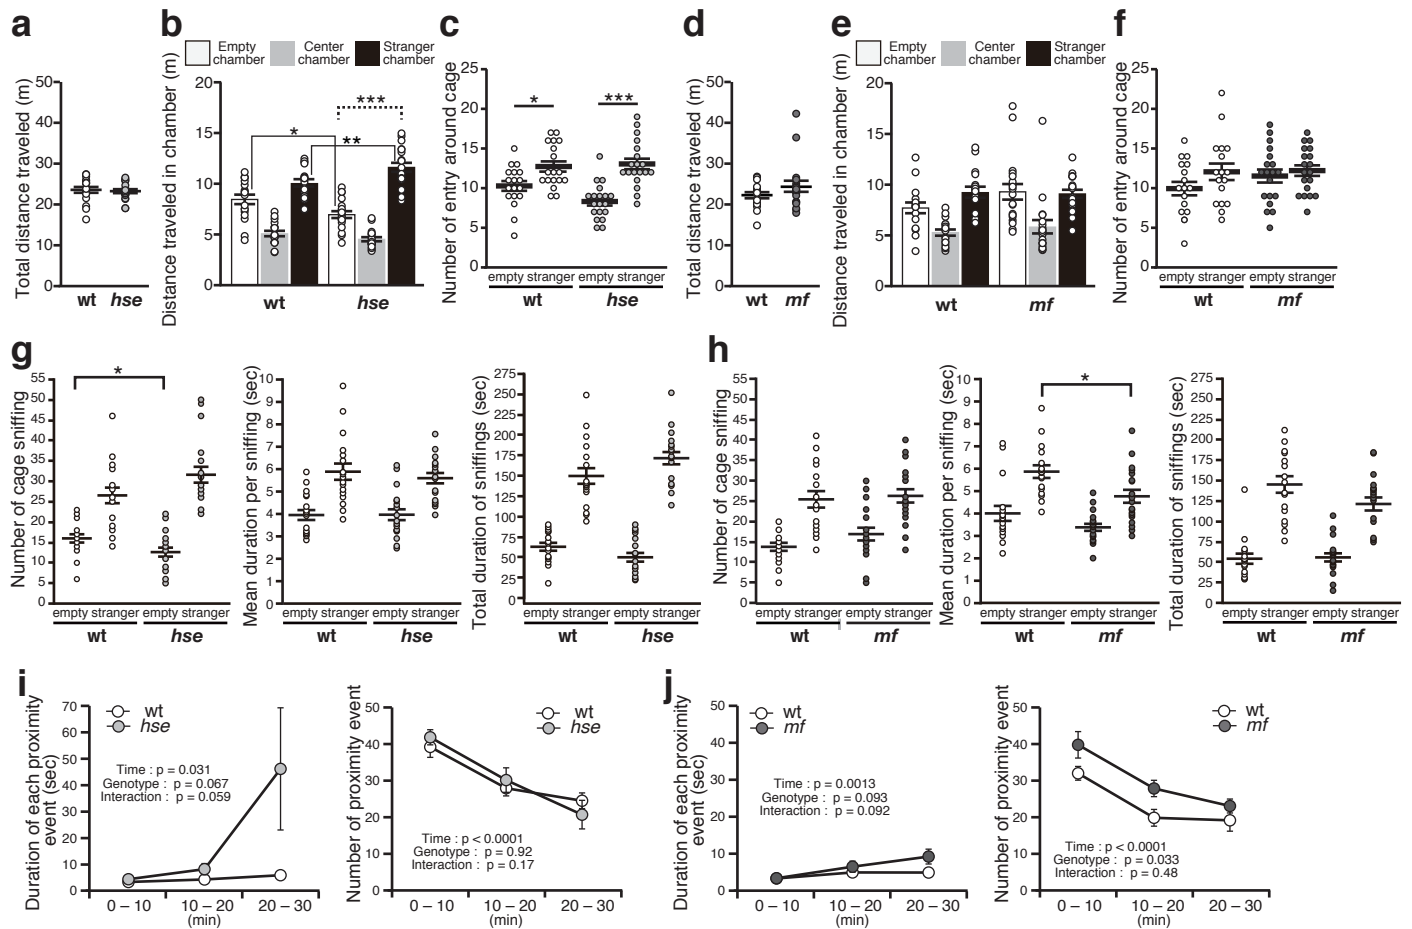 a
Total distance traveled (m)
50
40
30
20
10
0
wt hse
b
Empty chamber
Center chamber
Stranger chamber
Distance traveled in chamber (m)
20
15
10
5
0
*
***
**
wt
hse
c
Number of entry around cage
25
20
15
10
5
0
*
***
empty stranger
empty stranger
wt
hse
d
Total distance traveled (m)
50
40
30
20
10
0
wt mf
e
Empty chamber
Center chamber
Stranger chamber
Distance traveled in chamber (m)
20
15
10
5
0
wt
mf
f
Number of entry around cage
25
20
15
10
5
0
empty stranger
empty stranger
wt
mf
g
Number of cage sniffing
55
50
45
40
35
30
25
20
15
10
5
0
*
empty stranger
empty stranger
wt
hse
Mean duration per sniffing (sec)
10
9
8
7
6
5
4
3
2
1
0
empty stranger
empty stranger
wt
hse
Total duration of sniffings (sec)
275
250
225
200
175
150
125
100
75
50
25
0
empty stranger
empty stranger
wt
hse
h
Number of cage sniffing
55
50
45
40
35
30
25
20
15
10
5
0
empty stranger
empty stranger
wt
mf
Mean duration per sniffing (sec)
10
9
8
7
6
5
4
3
2
1
0
*
empty stranger
empty stranger
wt
mf
Total duration of sniffings (sec)
275
250
225
200
175
150
125
100
75
50
25
0
empty stranger
empty stranger
wt
mf
i
Duration of each proximity
event (sec)
70
60
50
40
30
20
10
0
wt
hse
Time : p = 0.031
Genotype : p = 0.067
Interaction : p = 0.059
0 – 10
10 – 20
20 – 30
(min)
Number of proximity event
50
40
30
20
10
0
wt
hse
Time : p < 0.0001
Genotype : p = 0.92
Interaction : p = 0.17
0 – 10
10 – 20
20 – 30
(min)
j
Duration of each proximity
event (sec)
50
40
30
20
10
0
wt
mf
Time : p = 0.0013
Genotype : p = 0.093
Interaction : p = 0.092
0 – 10
10 – 20
20 – 30
(min)
Number of proximity event
50
40
30
20
10
0
wt
mf
Time : p < 0.0001
Genotype : p = 0.033
Interaction : p = 0.48
0 – 10
10 – 20
20 – 30
(min)